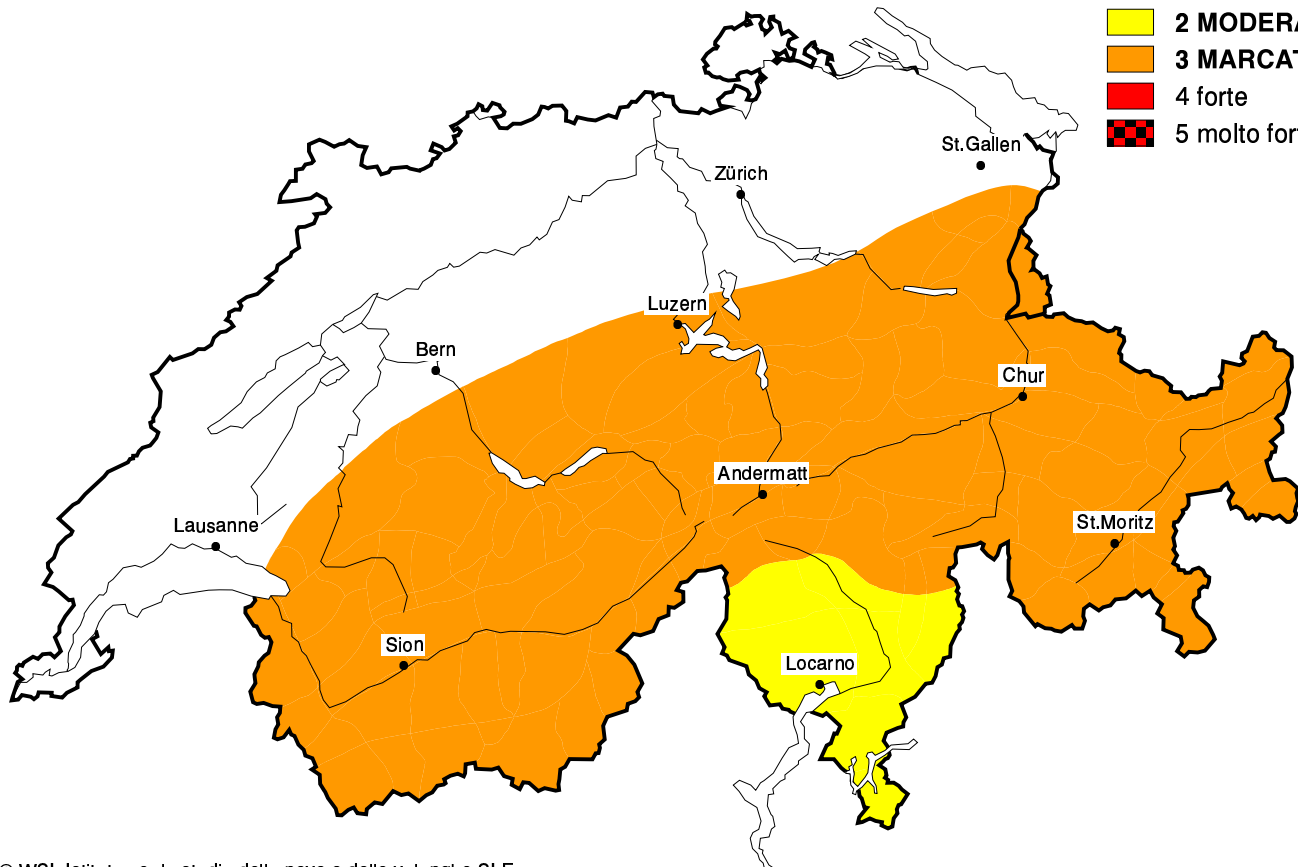 2 MODERA
3 MARCAT
4 forte
5 molto for
St.Gallen
Zürich
Luzern
Bern
Chur
Andermatt
Lausanne
St.Moritz
Sion
Locarno